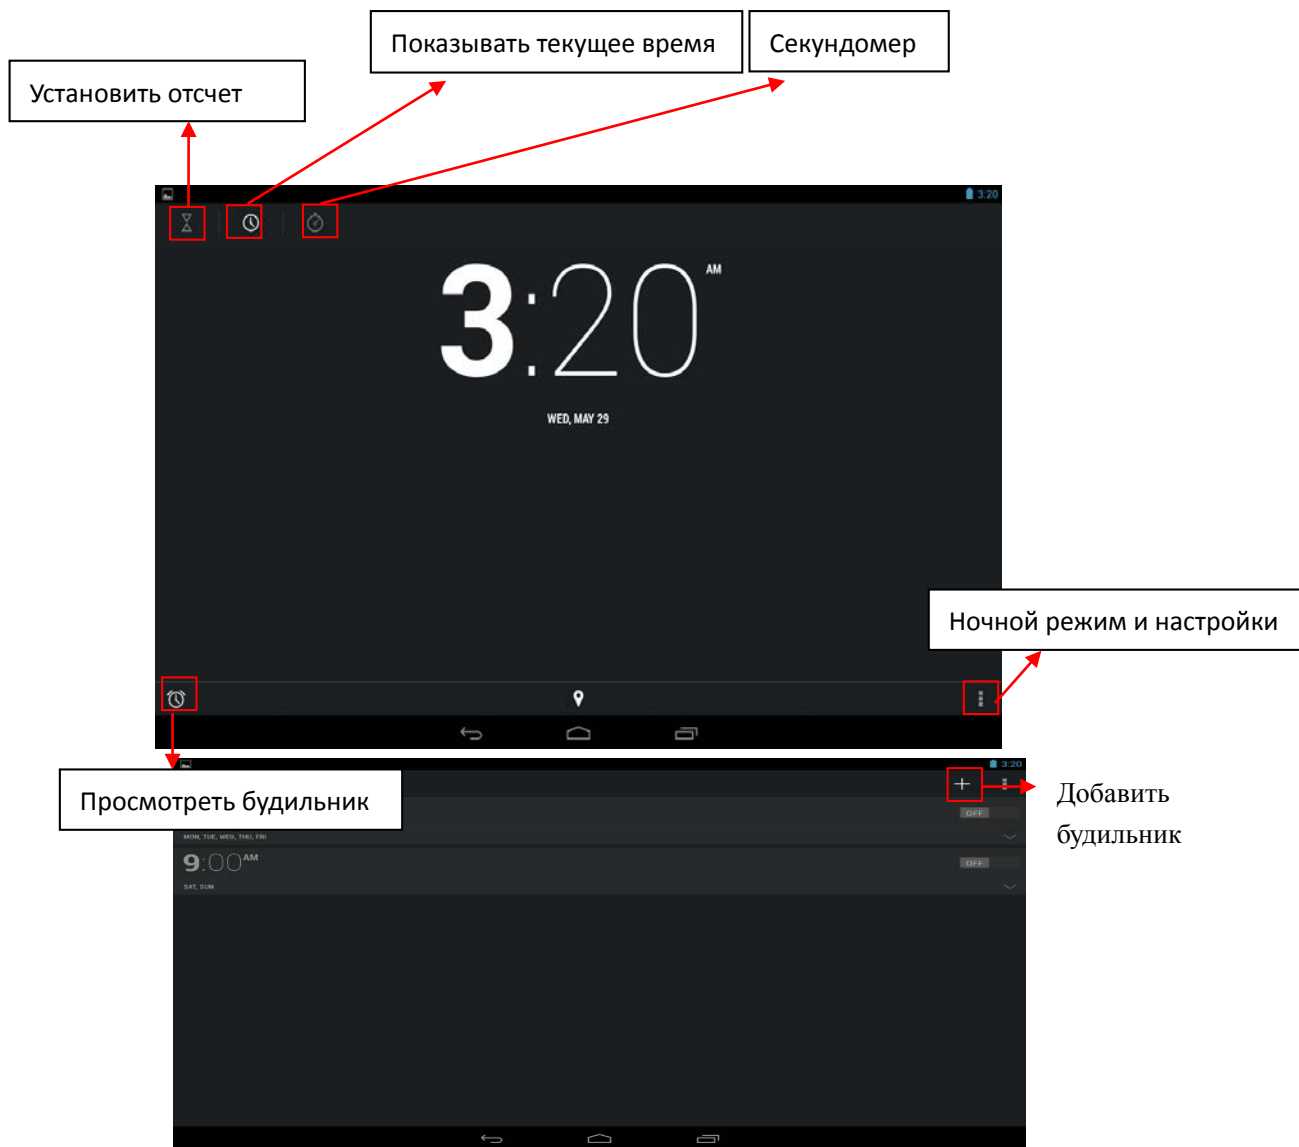 Показывать текущее время
Секундомер
Установить отсчет
3:20
3:20 AM
WED, MAY 29
Ночной режим и настройки
3:20
Просмотреть будильник
Добавить
будильник
OFF
MON, TUE, WED, THU, FRI
9:00 AM
OFF
SAT, SUN